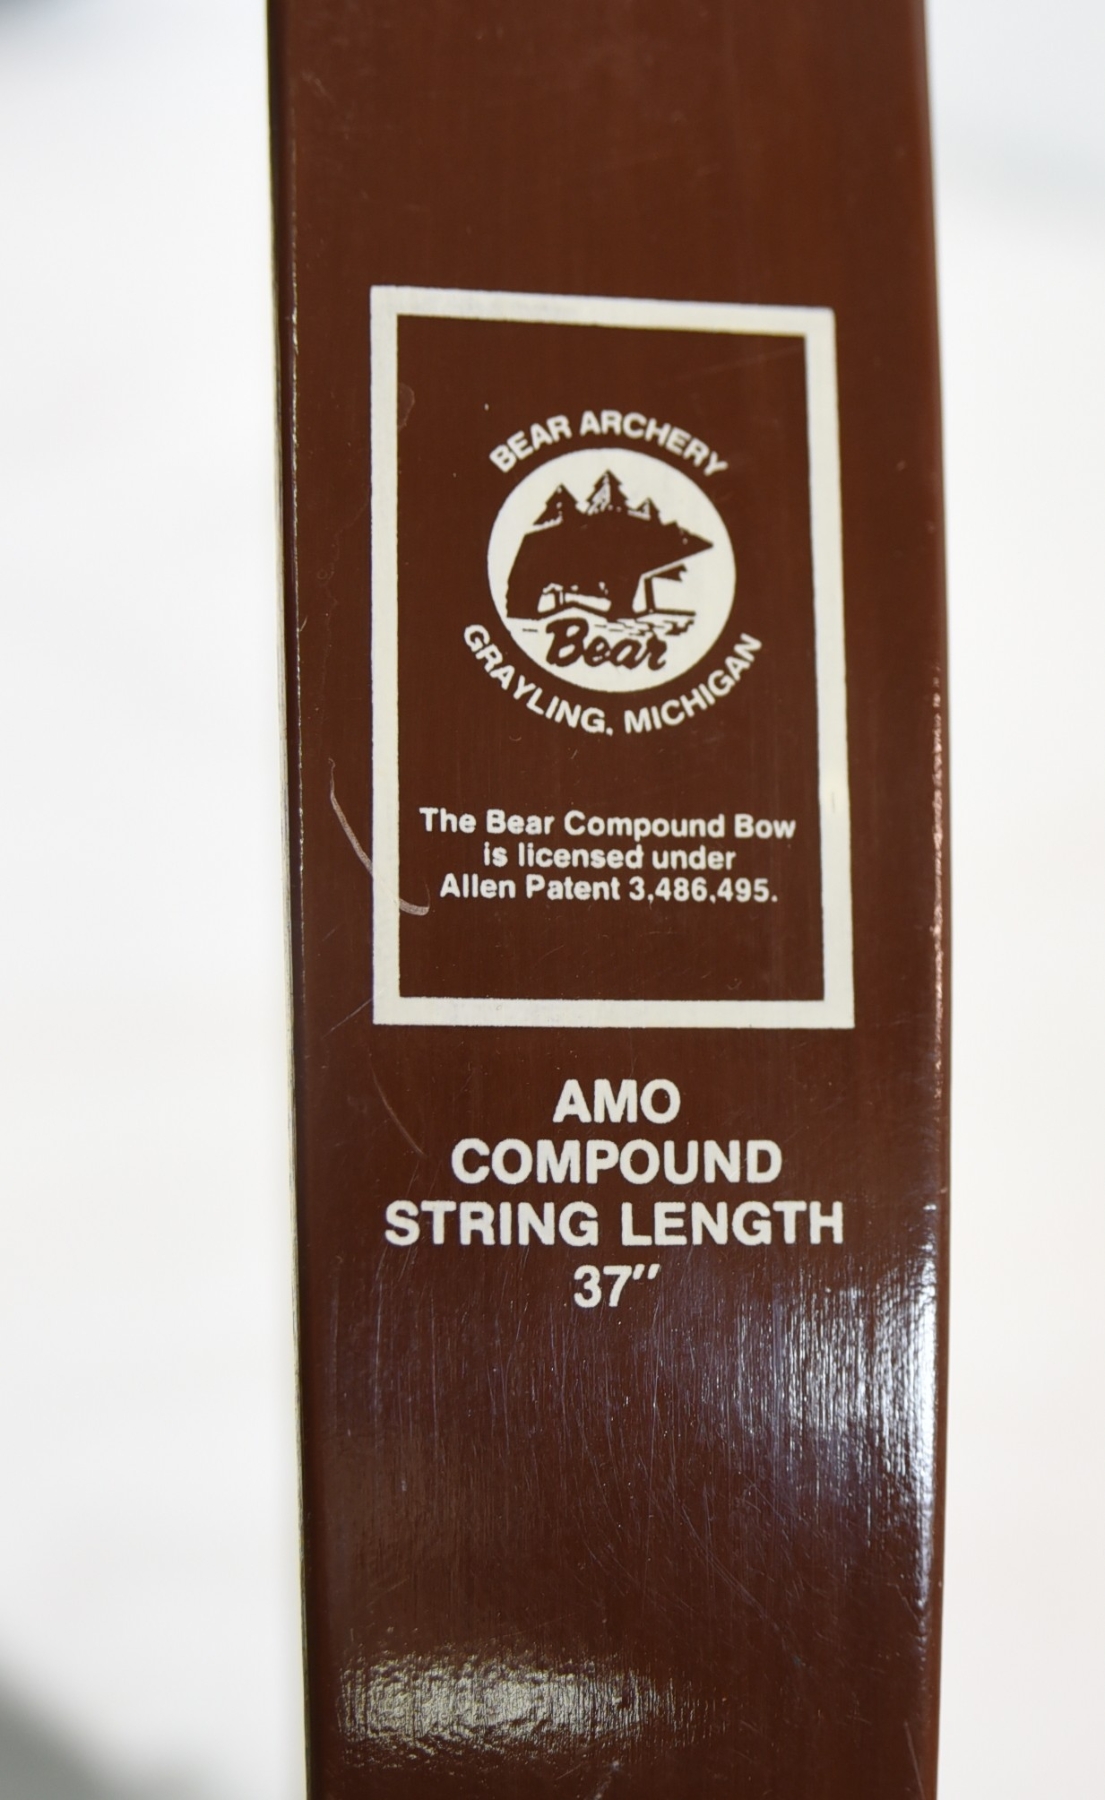 BEAR ARCHERY
Bear
GRAYLING, MICHIGAN
The Bear Compound Bow
is licensed under
Allen Patent 3,486,495.
AMO
COMPOUND
STRING LENGTH
37"